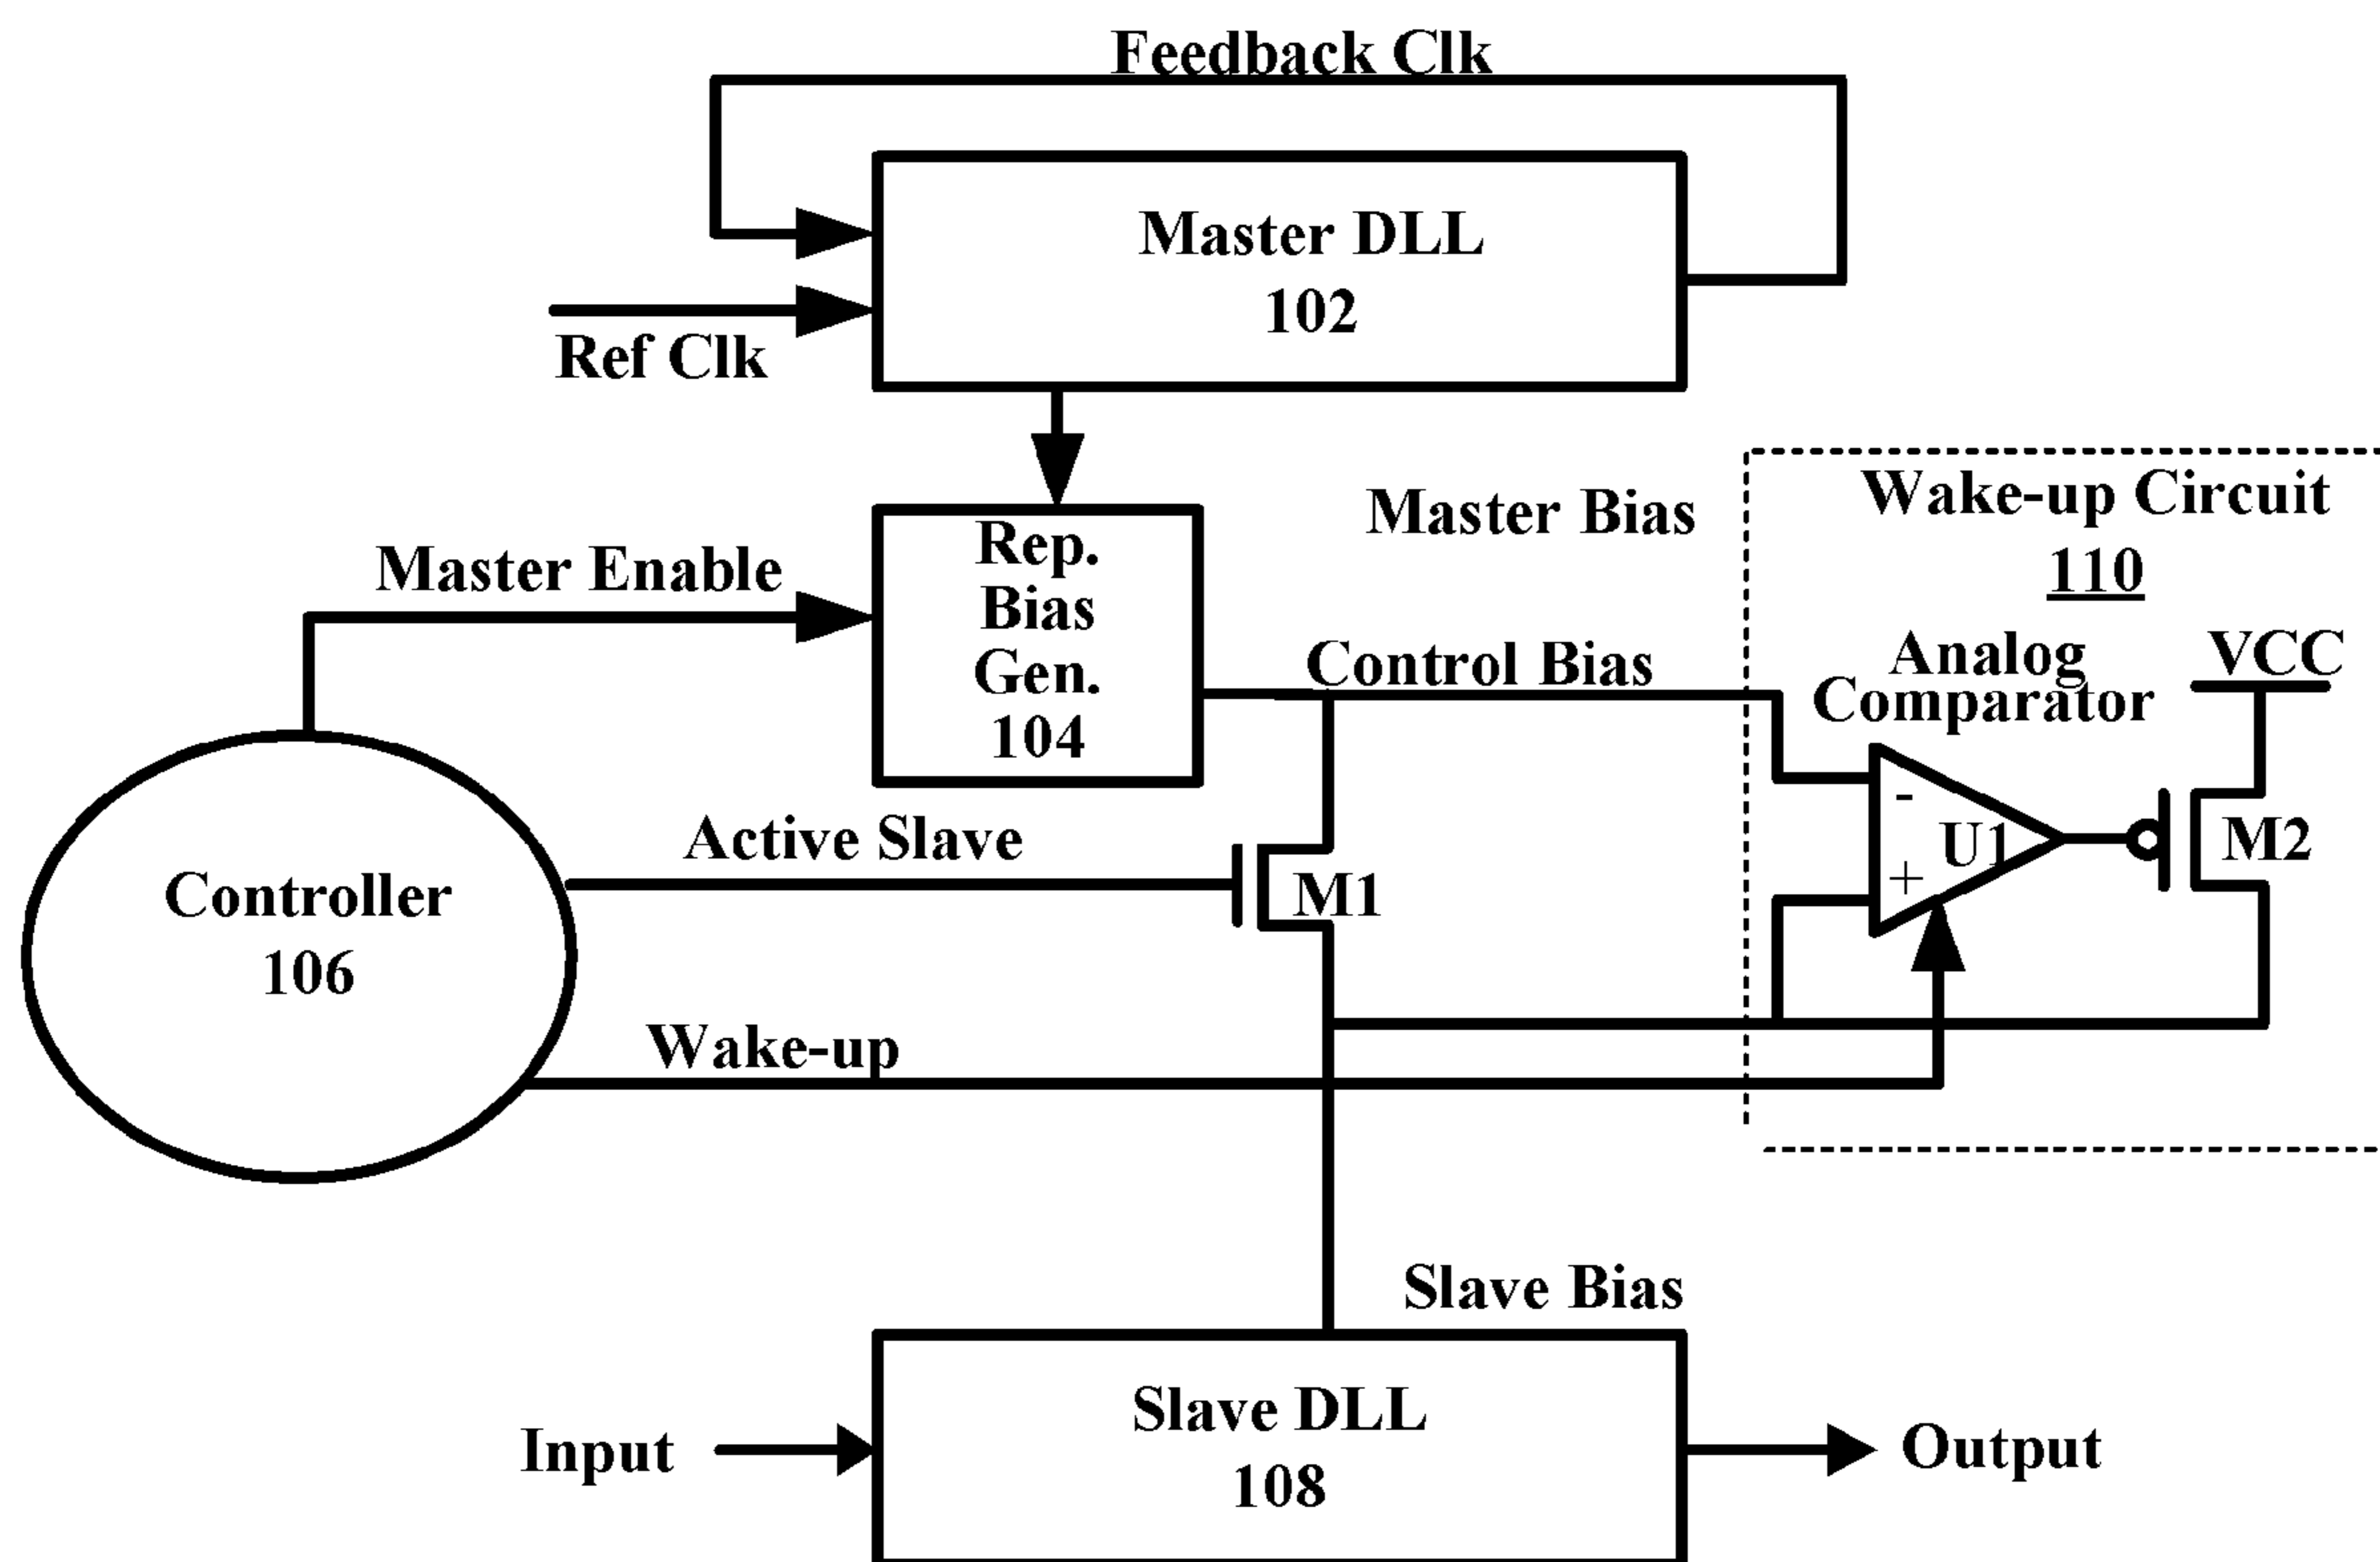 Feedback Clk
Master DLL
102
Ref Clk
Master Bias
Wake-up Circuit
110
Master Enable
Rep.
Bias
Gen.
104
Control Bias
Analog
Comparator
VCC
-
+
U1
M2
Active Slave
M1
Controller
106
Wake-up
Slave Bias
Slave DLL
108
Input
Output